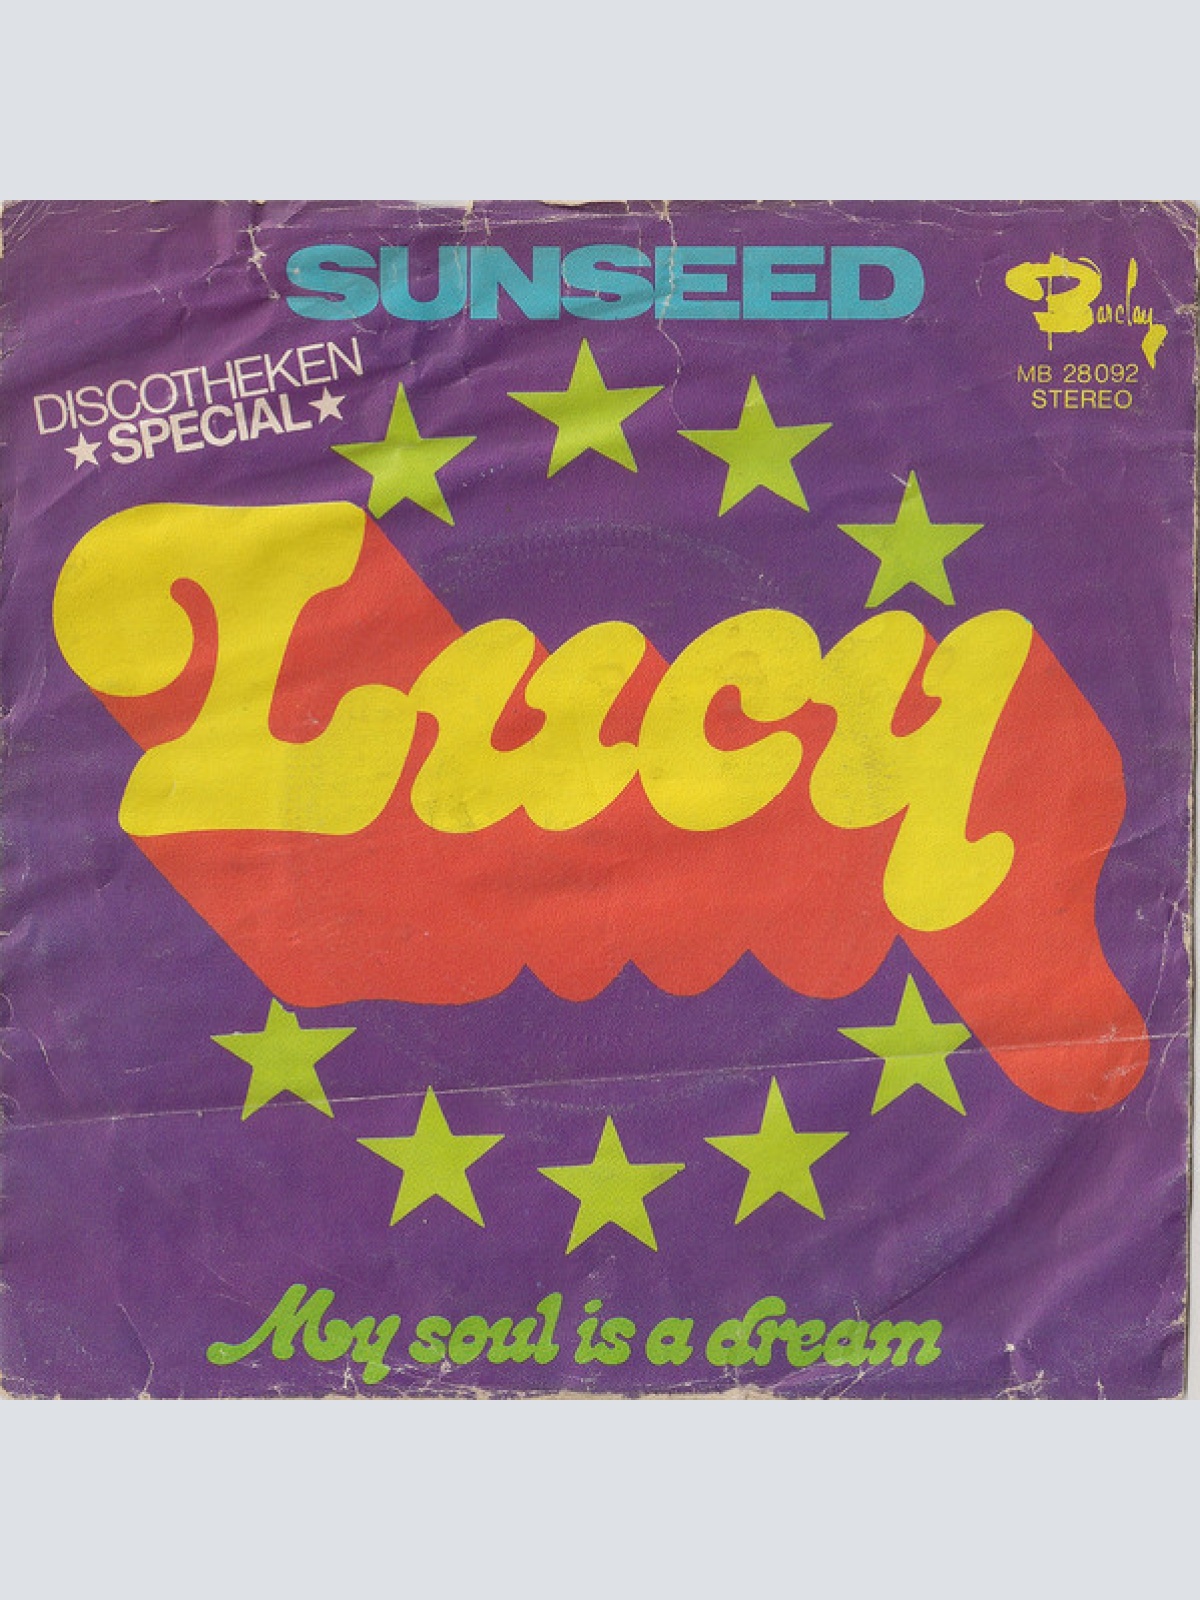 SUNSEED
Barclay
MB 28092
STEREO
DISCOTHEKEN
★SPECIAL★
Lucy
My soul is a dream